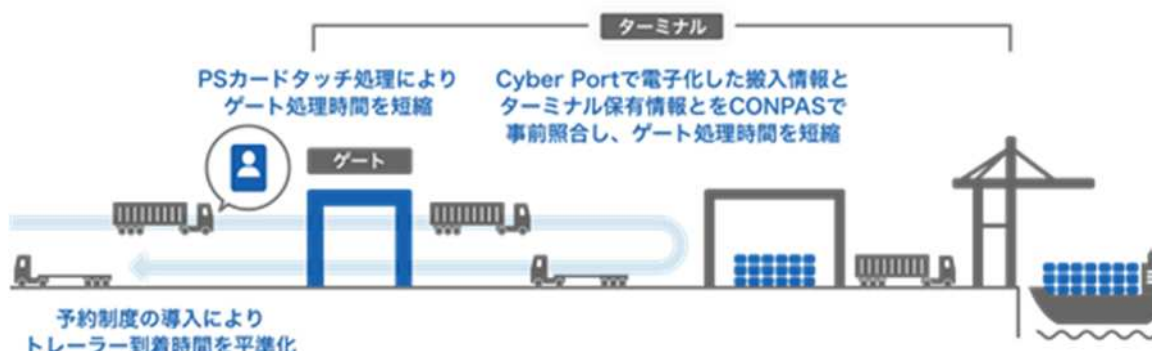 ターミナル
PSカードタッチ処理により
ゲート処理時間を短縮
Cyber Portで電子化した搬入情報と
ターミナル保有情報とをCONPASで
事前照合し、ゲート処理時間を短縮
ゲート
予約制度の導入により
トレーラー到着時間を平準化